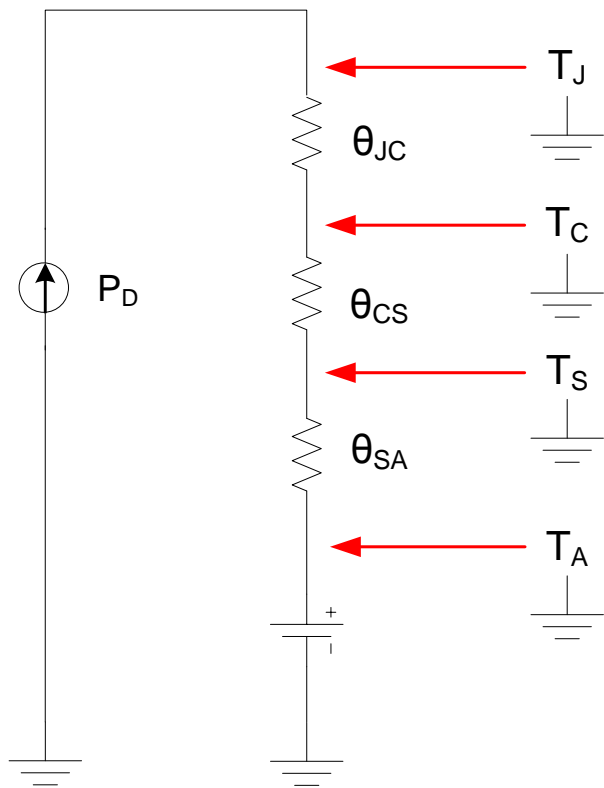 T_J
θ_JC
T_C
P_D
θ_CS
T_S
θ_SA
T_A
+
-